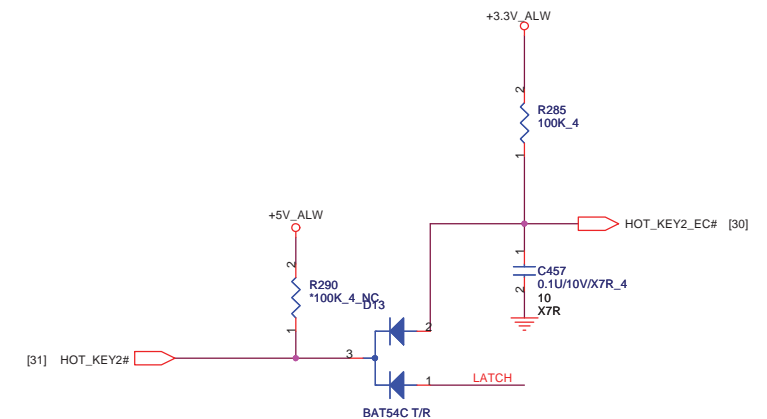 +3.3V_ALW
2
R285
100K_4
1
+5V_ALW
HOT_KEY2_EC# [30]
2
R290
*100K_4_NC
1
1
C457
0.1U/10V/X7R_4
2
10
X7R
D13
2
[31] HOT_KEY2#
3
1
LATCH
BAT54C T/R